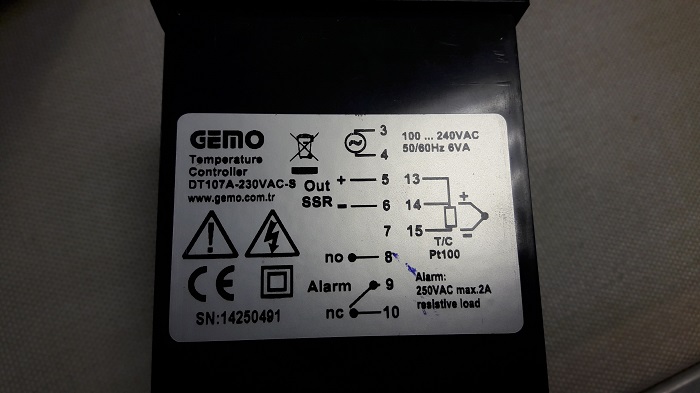 GEMO
Temperature
Controller
DT107A-230VAC-S
www.gemo.com.tr
3
4
100 ... 240VAC
50/60Hz 6VA
Out
SSR
+ 5
- 6
7
13
14
15
+
-
T/C
Pt100
no 8
Alarm 9
nc 10
Alarm:
250VAC max.2A
resistive load
CE
SN:14250491